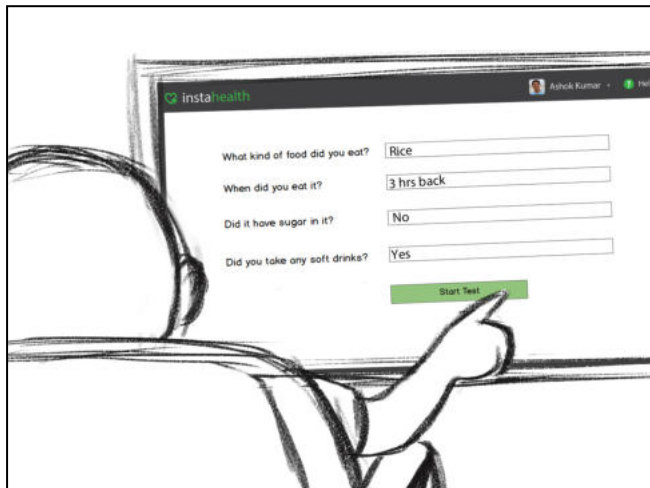 instahealth
Ashok Kumar
? Hel
What kind of food did you eat? Rice
When did you eat it? 3 hrs back
Did it have sugar in it? No
Did you take any soft drinks? Yes
Start Test